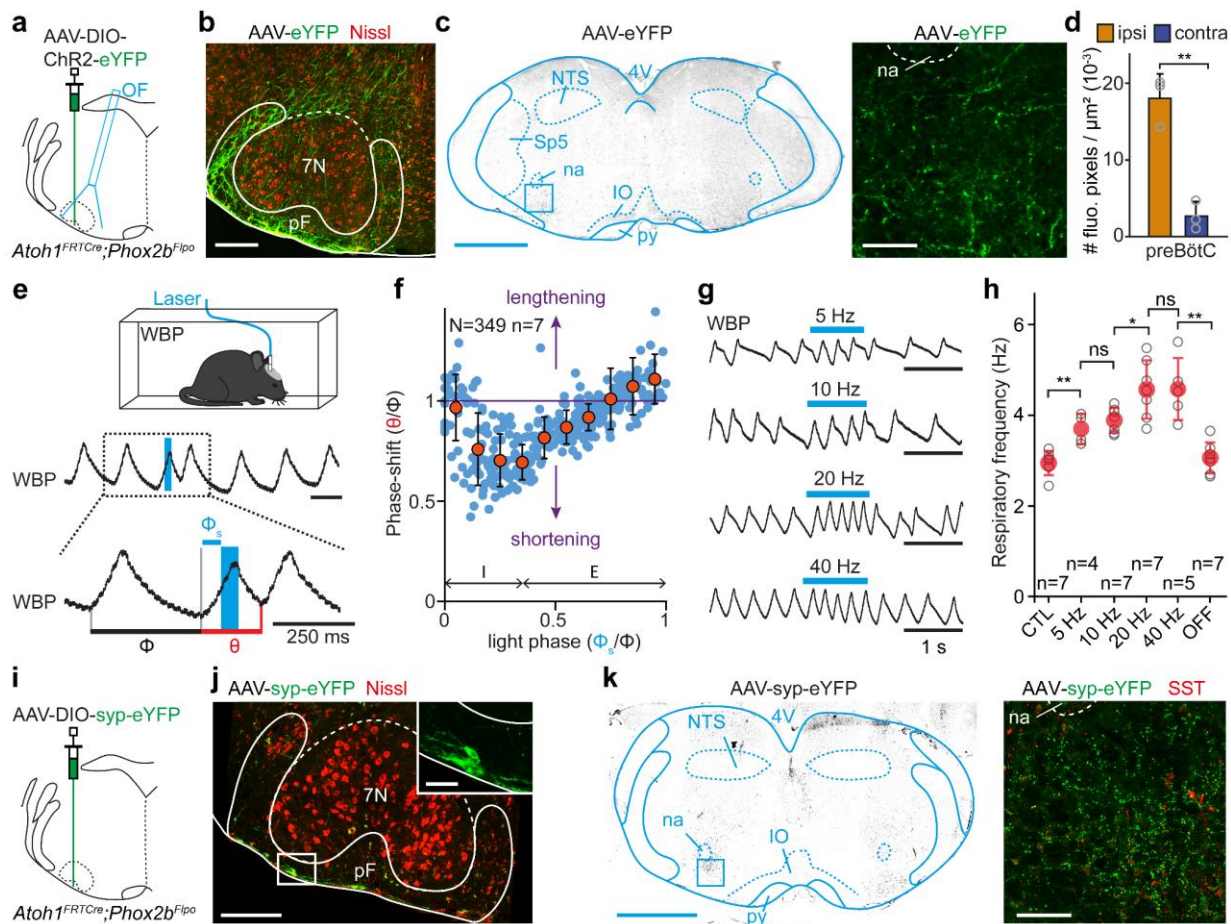 a
AAV-DIO-
ChR2-eYFP
OF
Atoh1FRTCre;Phox2bFlpo
b
AAV-eYFP Nissl
7N
pF
c
AAV-eYFP
4V
NTS
Sp5
na
IO
py
AAV-eYFP
na
d
ipsi contra
**
20
10
0
# fluo. pixels / µm² (10⁻³)
preBötC
e
Laser
WBP
WBP
Φs
WBP
250 ms
Φ
θ
f
lengthening
N=349 n=7
1
0.5
0
Phase-shift (θ/Φ)
shortening
I
E
0
0.5
1
light phase (Φs/Φ)
g
WBP
5 Hz
10 Hz
20 Hz
40 Hz
1 s
h
ns
*
**
ns
**
6
4
2
0
Respiratory frequency (Hz)
n=4
n=7
n=5
n=7
n=7
n=7
CTL
5 Hz
10 Hz
20 Hz
40 Hz
OFF
i
AAV-DIO-syp-eYFP
Atoh1FRTCre;Phox2bFlpo
j
AAV-syp-eYFP Nissl
7N
pF
k
AAV-syp-eYFP
4V
NTS
na
IO
py
AAV-syp-eYFP SST
na